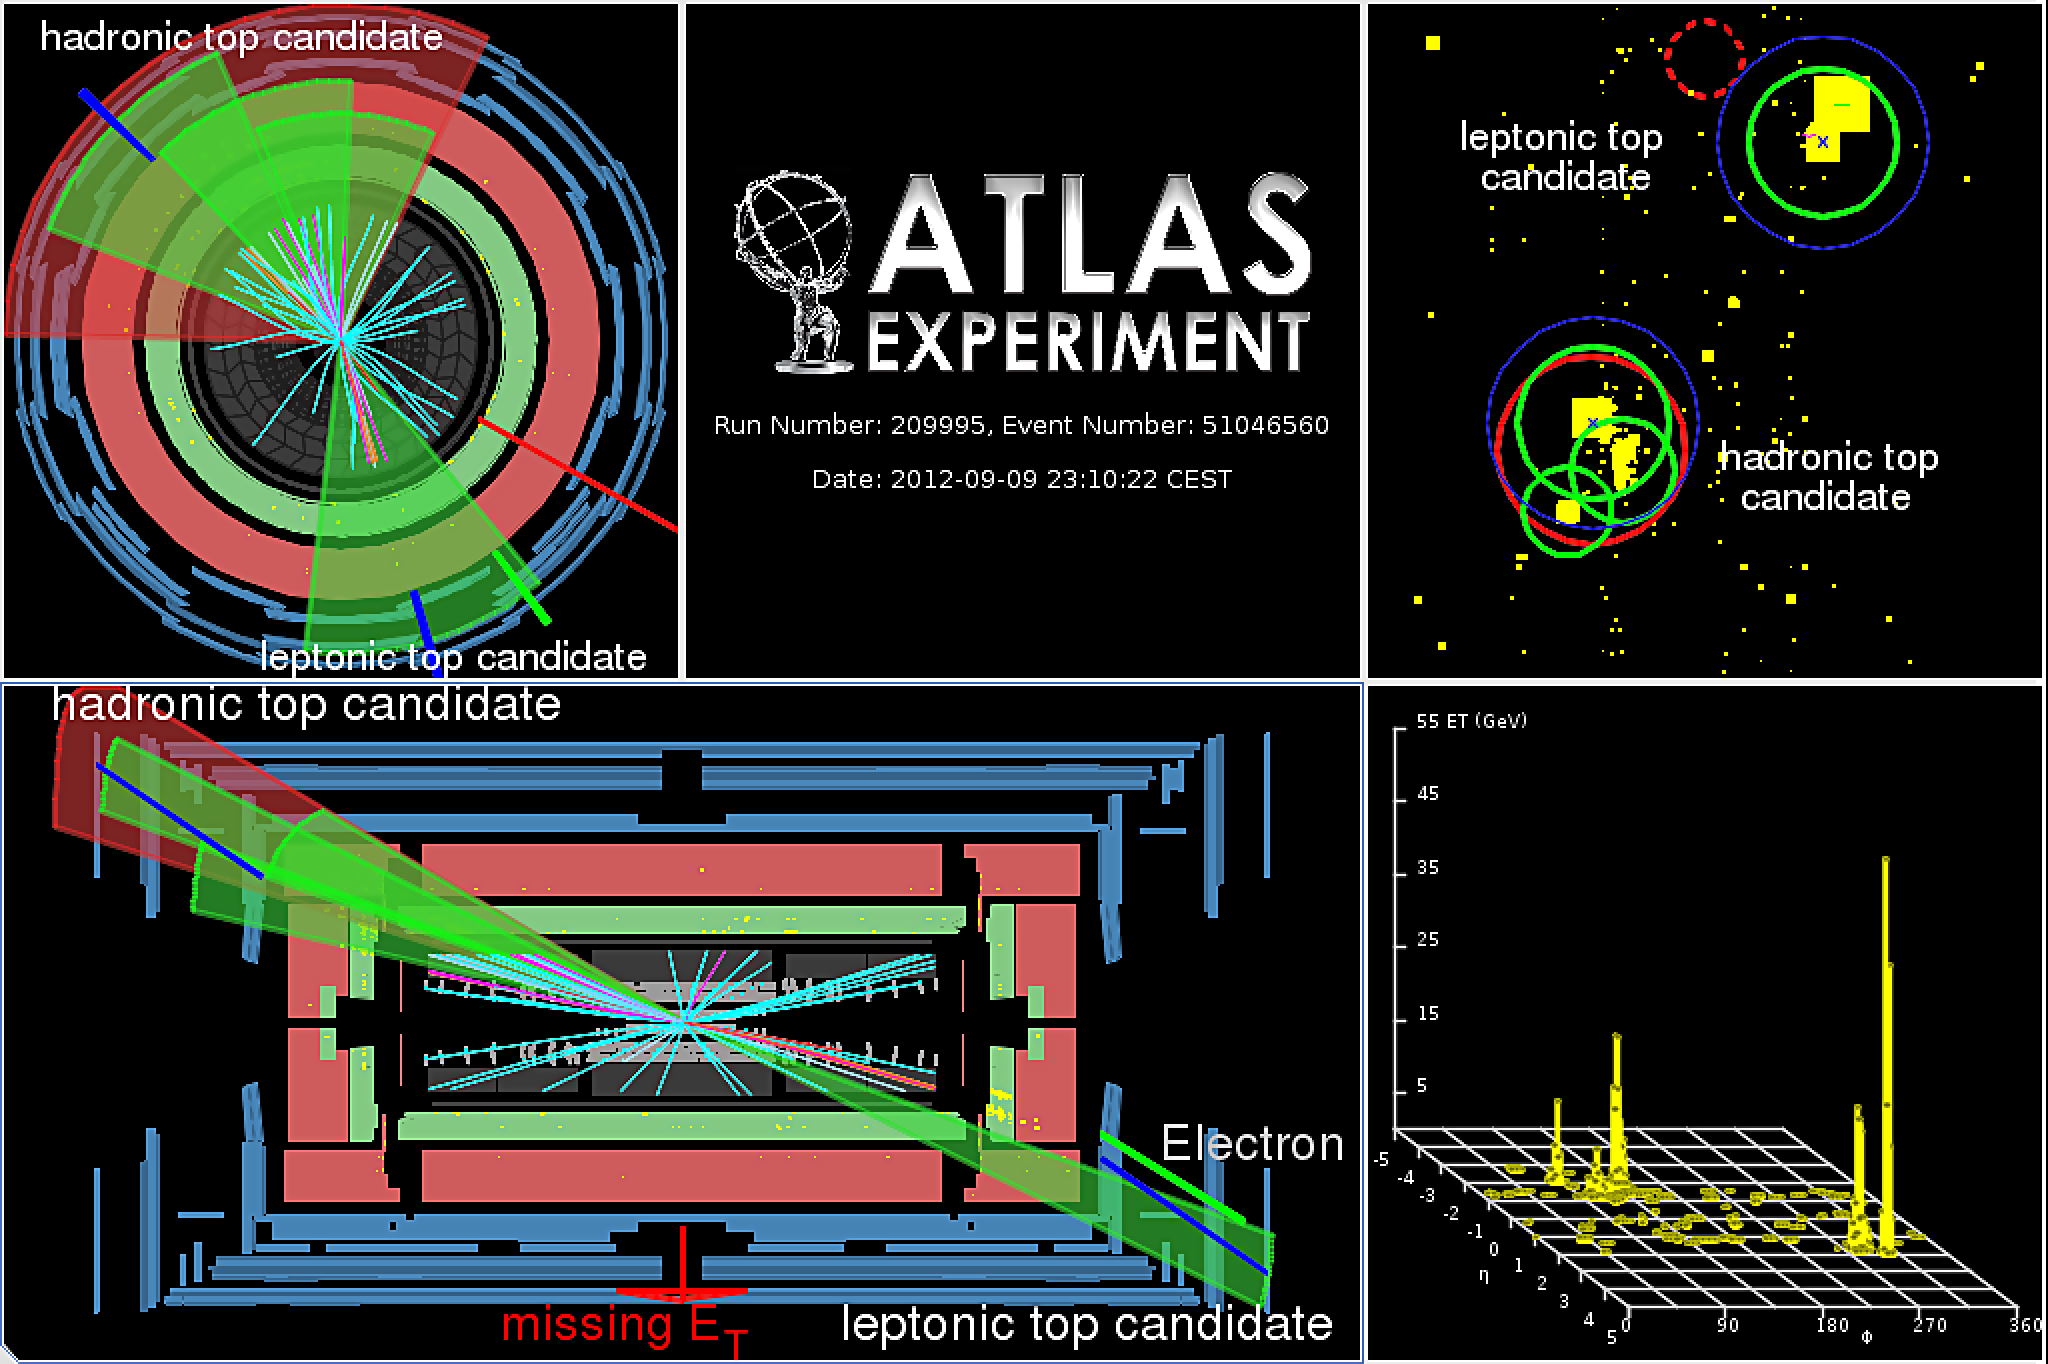 hadronic top candidate
leptonic top candidate
ATLAS
EXPERIMENT
Run Number: 209995, Event Number: 51046560
Date: 2012-09-09 23:10:22 CEST
leptonic top
candidate
hadronic top
candidate
hadronic top candidate
Electron
missing E_T
leptonic top candidate
55 ET (GeV)
45
35
25
15
5
-5
-4
-3
-2
-1
0
1
2
3
4
5
η
0
90
180
270
360
Φ